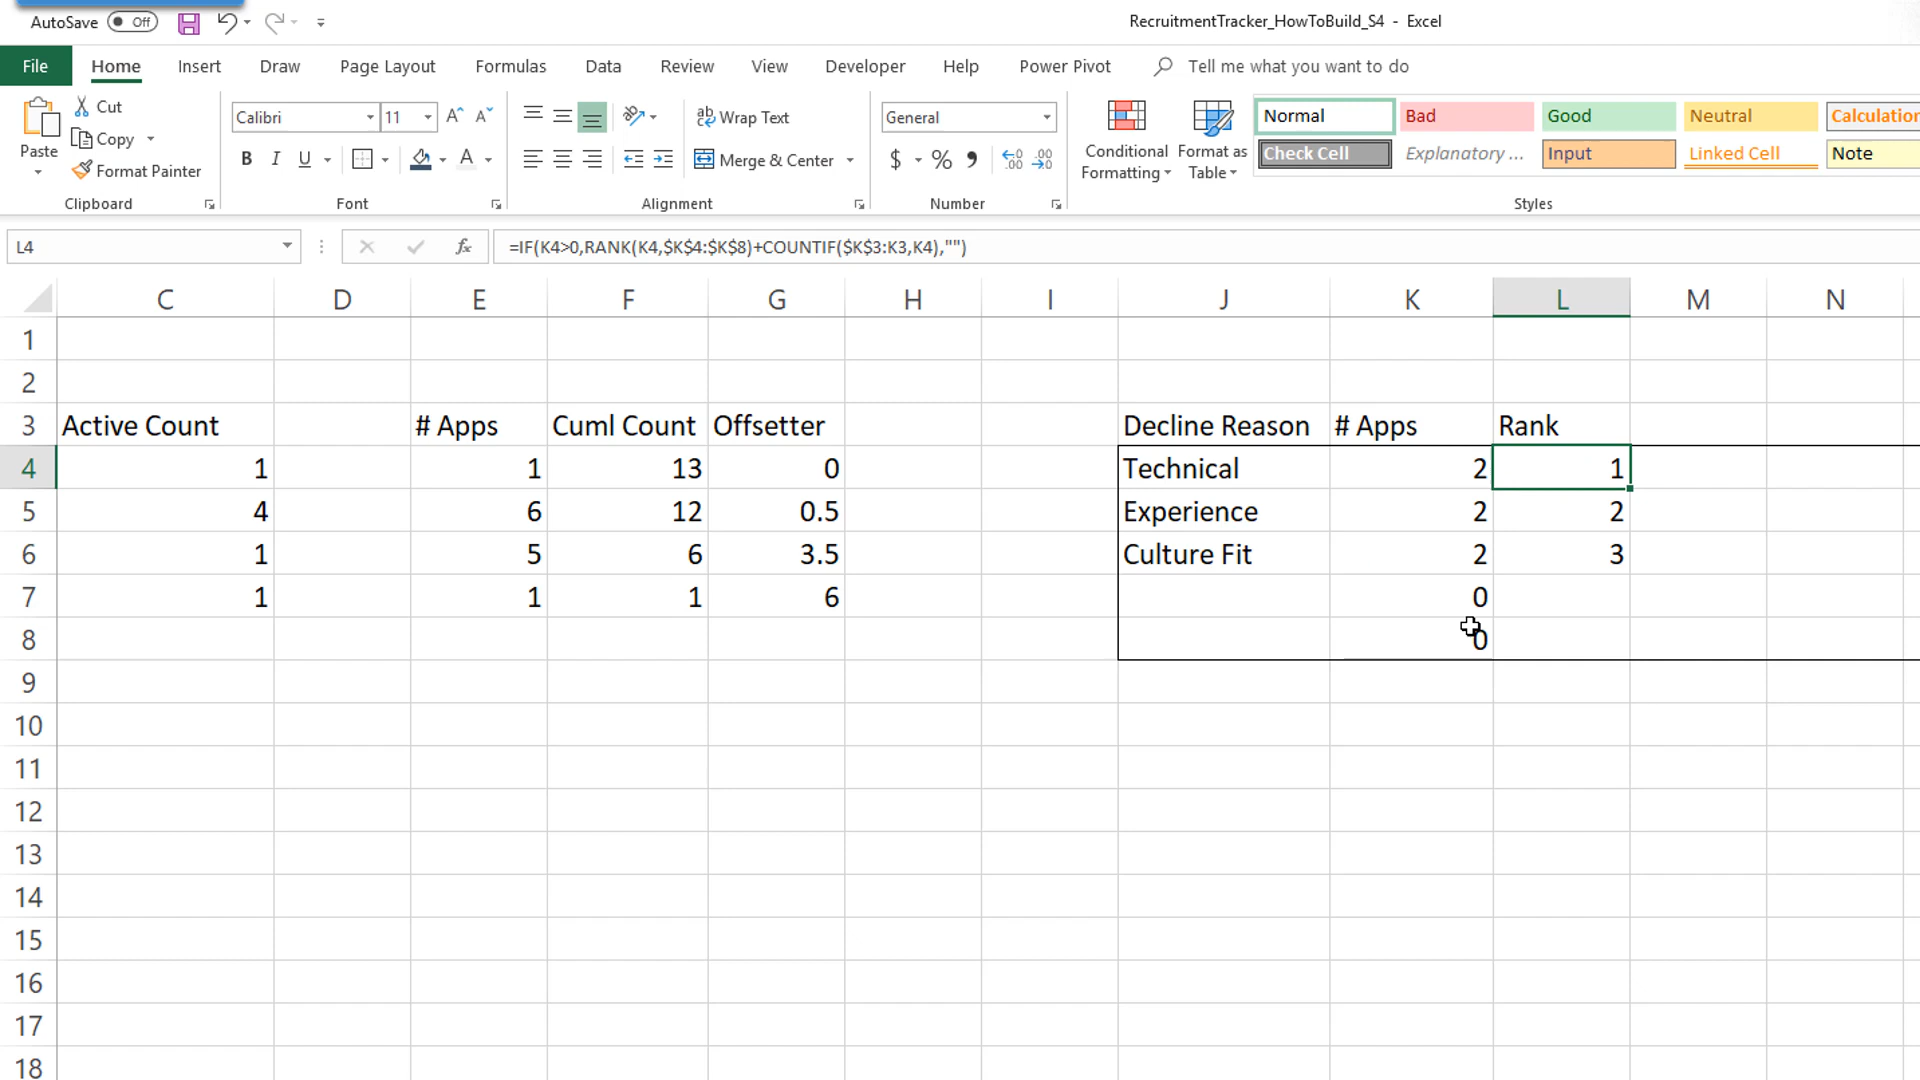 AutoSave Off
RecruitmentTracker_HowToBuild_S4 - Excel
File Home Insert Draw Page Layout Formulas Data Review View Developer Help Power Pivot Tell me what you want to do
Paste
Cut
Copy
Format Painter
Clipboard
Calibri 11
B I U
Font
Wrap Text
Merge & Center
Alignment
General
$ % ,
Number
Conditional Formatting
Format as Table
Normal Bad Good Neutral Calculation
Check Cell Explanatory ... Input Linked Cell Note
Styles
L4 fx =IF(K4>0,RANK(K4,$K$4:$K$8)+COUNTIF($K$3:K3,K4),"")
C D E F G H I J K L M N
1
2
3 Active Count # Apps Cuml Count Offsetter Decline Reason # Apps Rank
4 1 1 13 0 Technical 2 1
5 4 6 12 0.5 Experience 2 2
6 1 5 6 3.5 Culture Fit 2 3
7 1 1 1 6 0
8 0
9
10
11
12
13
14
15
16
17
18